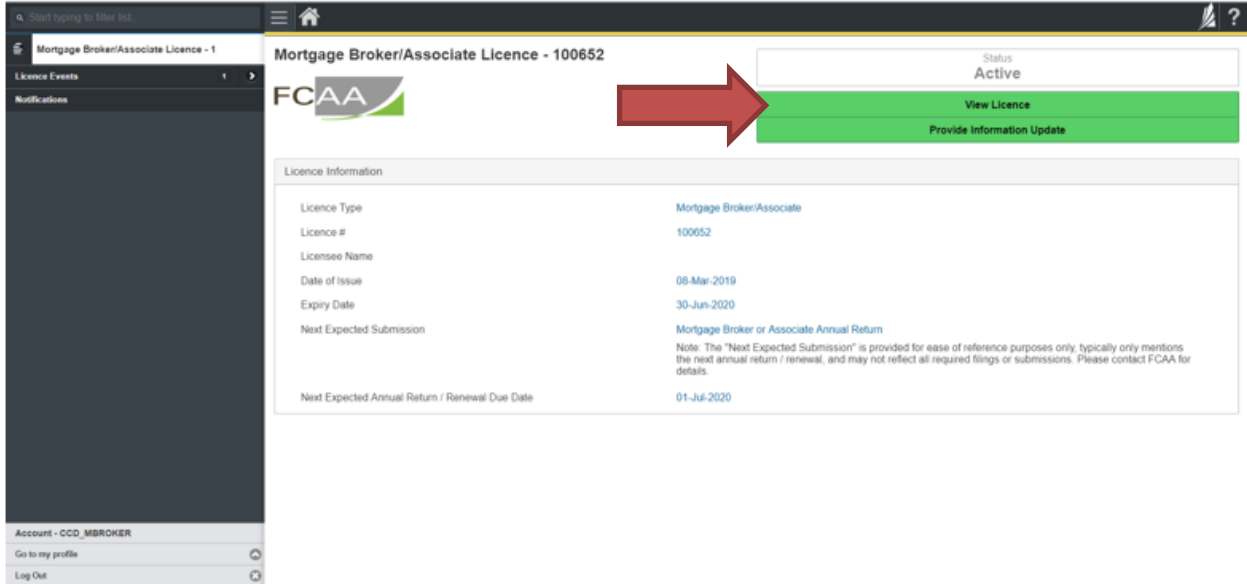 Start typing to filter list...
Mortgage Broker/Associate Licence - 1
Licence Events 1
Notifications
Account - CCD_MBROKER
Go to my profile
Log Out
?
Mortgage Broker/Associate Licence - 100652
FCAA
Status
Active
View Licence
Provide Information Update
Licence Information
Licence Type Mortgage Broker/Associate
Licence # 100652
Licensee Name
Date of Issue 08-Mar-2019
Expiry Date 30-Jun-2020
Next Expected Submission Mortgage Broker or Associate Annual Return
Note: The "Next Expected Submission" is provided for ease of reference purposes only, typically only mentions
the next annual return / renewal, and may not reflect all required filings or submissions. Please contact FCAA for
details.
Next Expected Annual Return / Renewal Due Date 01-Jul-2020